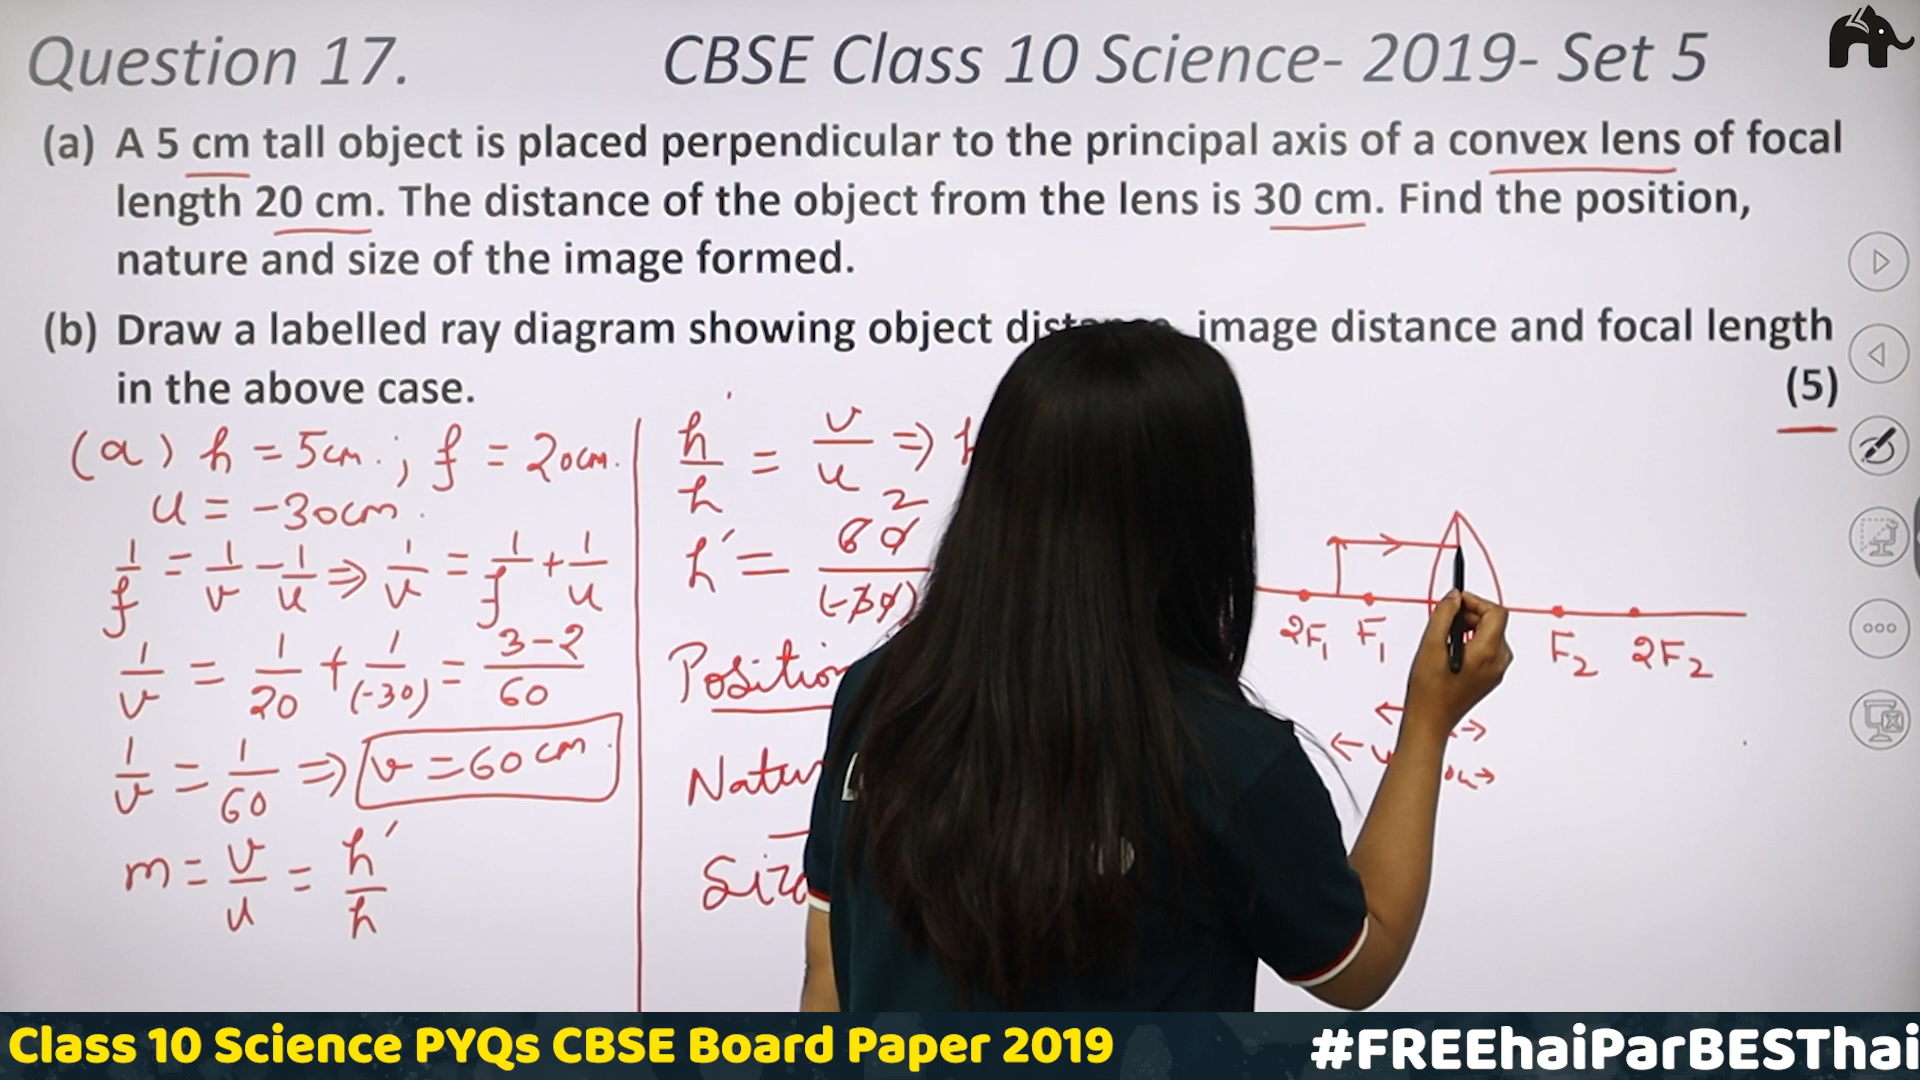 Question 17. CBSE Class 10 Science- 2019- Set 5
(a) A 5 cm tall object is placed perpendicular to the principal axis of a convex lens of focal
length 20 cm. The distance of the object from the lens is 30 cm. Find the position,
nature and size of the image formed.
(b) Draw a labelled ray diagram showing object image distance and focal length
in the above case. (5)
(a) h = 5cm ; f = 20cm.
u = -30cm.
1/f = 1/v - 1/u ⇒ 1/v = 1/f + 1/u
1/v = 1/20 + 1/(-30) = 3-2/60
1/v = 1/60 ⇒ v = 60cm.
m = v/u = h'/h
h'/h = v/u ⇒
h' = 60/(-30) 2
Position
Size
2F₁ F₁ F₂ 2F₂
Class 10 Science PYQs CBSE Board Paper 2019 #FREEhaiParBESThai